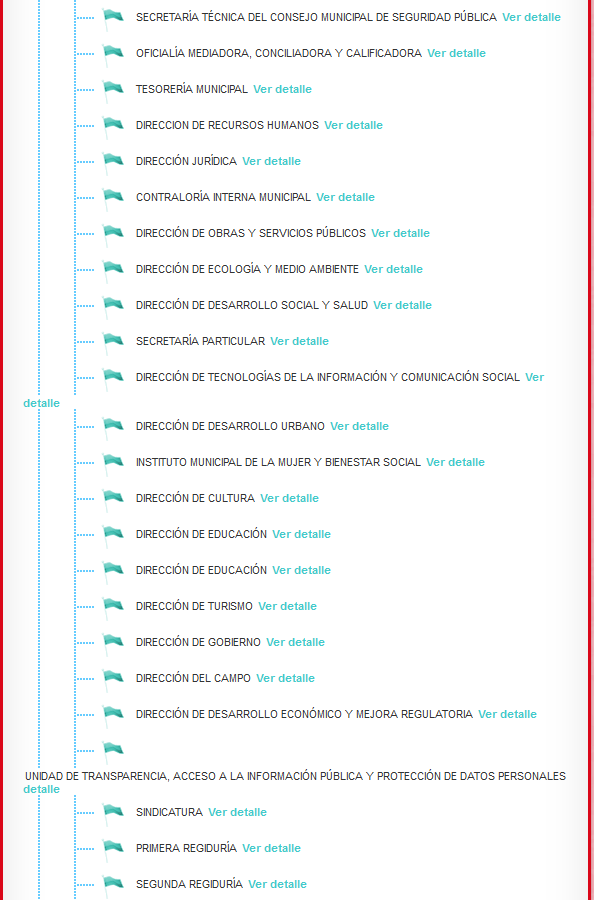 SECRETARÍA TÉCNICA DEL CONSEJO MUNICIPAL DE SEGURIDAD PÚBLICA Ver detalle
OFICIALÍA MEDIADORA, CONCILIADORA Y CALIFICADORA Ver detalle
TESORERÍA MUNICIPAL Ver detalle
DIRECCION DE RECURSOS HUMANOS Ver detalle
DIRECCIÓN JURÍDICA Ver detalle
CONTRALORÍA INTERNA MUNICIPAL Ver detalle
DIRECCIÓN DE OBRAS Y SERVICIOS PÚBLICOS Ver detalle
DIRECCIÓN DE ECOLOGÍA Y MEDIO AMBIENTE Ver detalle
DIRECCIÓN DE DESARROLLO SOCIAL Y SALUD Ver detalle
SECRETARÍA PARTICULAR Ver detalle
DIRECCIÓN DE TECNOLOGÍAS DE LA INFORMACIÓN Y COMUNICACIÓN SOCIAL Ver
detalle
DIRECCIÓN DE DESARROLLO URBANO Ver detalle
INSTITUTO MUNICIPAL DE LA MUJER Y BIENESTAR SOCIAL Ver detalle
DIRECCIÓN DE CULTURA Ver detalle
DIRECCIÓN DE EDUCACIÓN Ver detalle
DIRECCIÓN DE EDUCACIÓN Ver detalle
DIRECCIÓN DE TURISMO Ver detalle
DIRECCIÓN DE GOBIERNO Ver detalle
DIRECCIÓN DEL CAMPO Ver detalle
DIRECCIÓN DE DESARROLLO ECONÓMICO Y MEJORA REGULATORIA Ver detalle
UNIDAD DE TRANSPARENCIA, ACCESO A LA INFORMACIÓN PÚBLICA Y PROTECCIÓN DE DATOS PERSONALES
detalle
SINDICATURA Ver detalle
PRIMERA REGIDURÍA Ver detalle
SEGUNDA REGIDURÍA Ver detalle